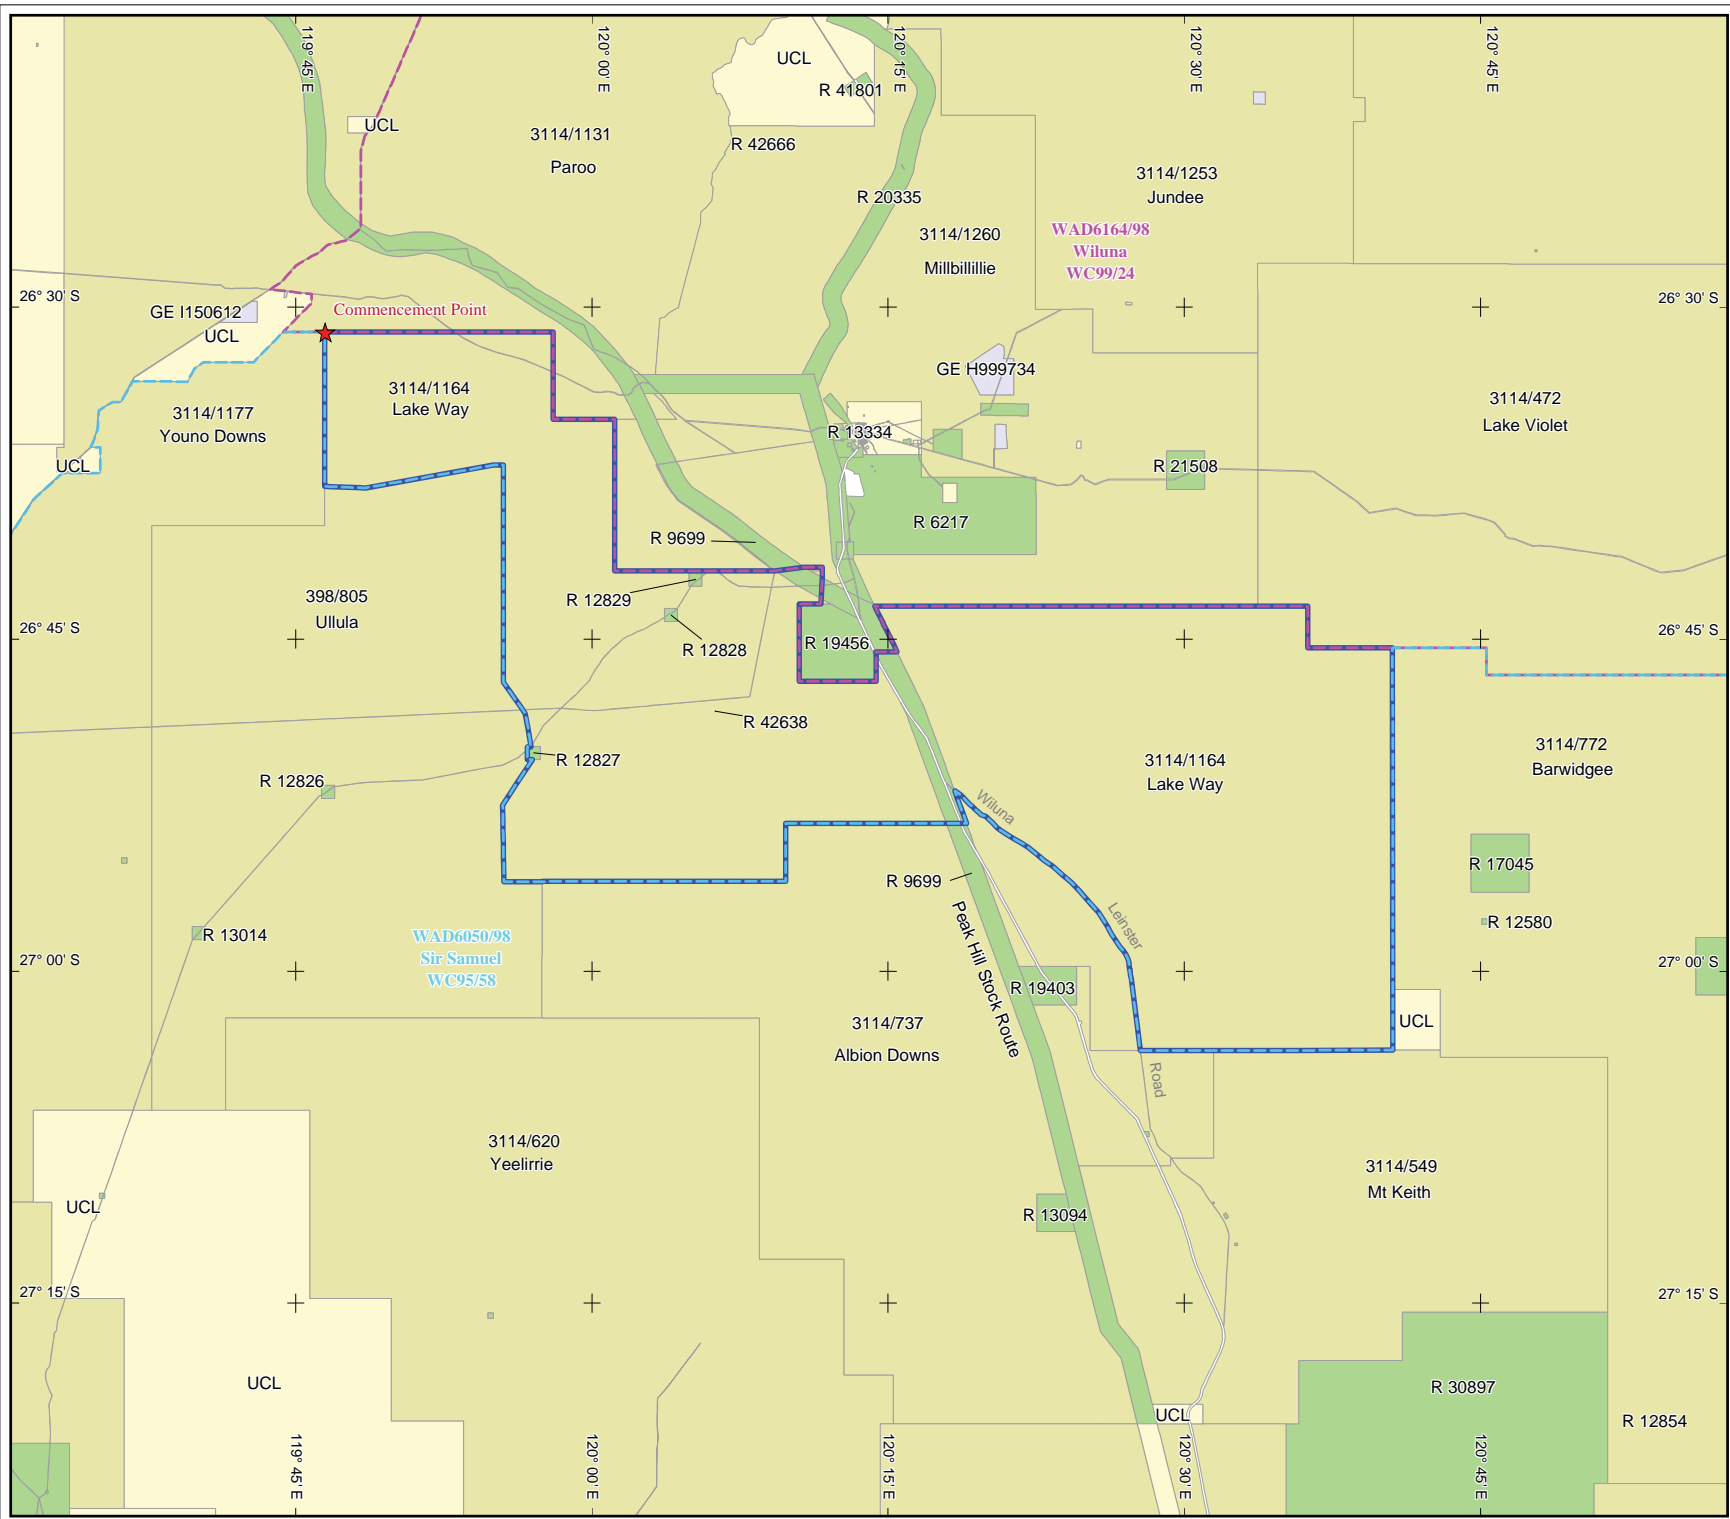 119° 45' E
120° 00' E
120° 15' E
120° 30' E
120° 45' E
UCL
R 41801
UCL
3114/1131
Paroo
R 42666
3114/1253
Jundee
R 20335
3114/1260
Millbillillie
WAD6164/98
Wiluna
WC99/24
26° 30' S
26° 30' S
GE I150612
UCL
Commencement Point
GE H999734
3114/1164
Lake Way
3114/1177
Youno Downs
3114/472
Lake Violet
R 13334
UCL
R 21508
R 6217
R 9699
398/805
Ullula
R 12829
26° 45' S
26° 45' S
R 12828
R 19456
R 42638
R 12827
R 12826
3114/1164
Lake Way
3114/772
Barwidgee
Wiluna
R 17045
R 9699
Leinster
R 12580
Peak Hill Stock Route
R 13014
WAD6050/98
Sir Samuel
WC95/58
27° 00' S
27° 00' S
R 19403
UCL
3114/737
Albion Downs
Road
3114/620
Yeelirrie
3114/549
Mt Keith
UCL
R 13094
27° 15' S
27° 15' S
UCL
R 30897
UCL
R 12854
119° 45' E
120° 00' E
120° 15' E
120° 30' E
120° 45' E